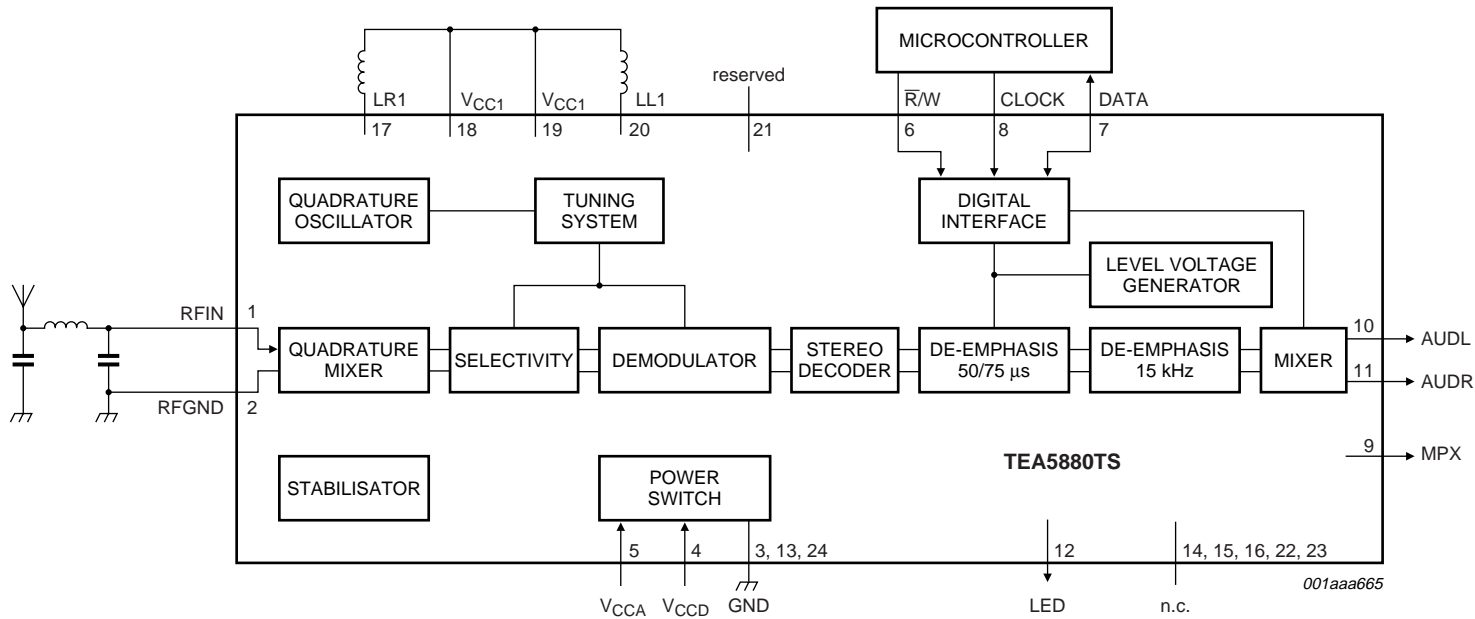 MICROCONTROLLER
reserved
LR1 VCC1 VCC1 LL1 R̅/W CLOCK DATA
17 18 19 20 21 6 8 7
QUADRATURE
OSCILLATOR
TUNING
SYSTEM
DIGITAL
INTERFACE
LEVEL VOLTAGE
GENERATOR
RFIN 1
QUADRATURE
MIXER
SELECTIVITY
DEMODULATOR
STEREO
DECODER
DE-EMPHASIS
50/75 μs
DE-EMPHASIS
15 kHz
MIXER
10 AUDL
11 AUDR
RFGND 2
9 MPX
TEA5880TS
STABILISATOR
POWER
SWITCH
5 4 3, 13, 24 12 14, 15, 16, 22, 23
001aaa665
VCCA VCCD GND LED n.c.